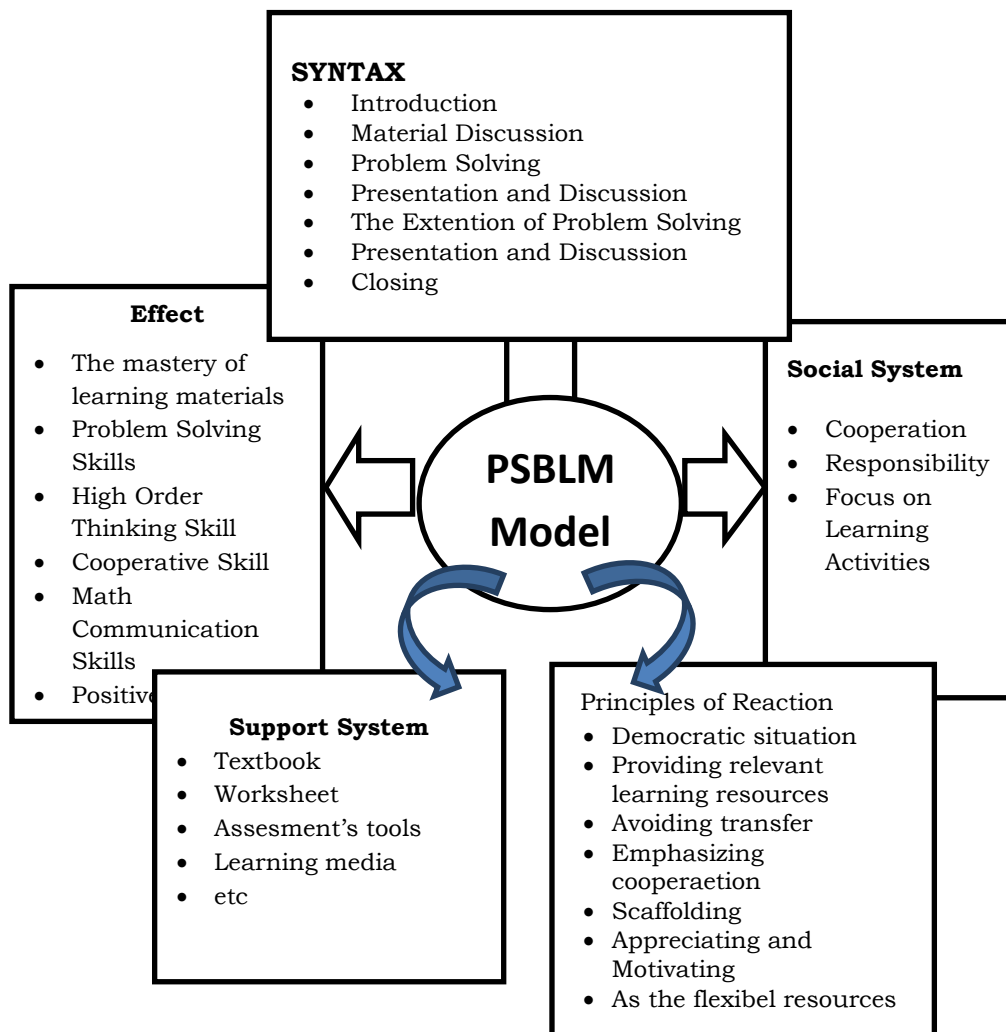 SYNTAX
• Introduction
• Material Discussion
• Problem Solving
• Presentation and Discussion
• The Extention of Problem Solving
• Presentation and Discussion
• Closing
Effect
• The mastery of
learning materials
• Problem Solving
Skills
• High Order
Thinking Skill
• Cooperative Skill
• Math
Communication
Skills
• Positive
PSBLM
Model
Social System
• Cooperation
• Responsibility
• Focus on
Learning
Activities
Support System
• Textbook
• Worksheet
• Assesment’s tools
• Learning media
• etc
Principles of Reaction
• Democratic situation
• Providing relevant
learning resources
• Avoiding transfer
• Emphasizing
cooperaetion
• Scaffolding
• Appreciating and
Motivating
• As the flexibel resources